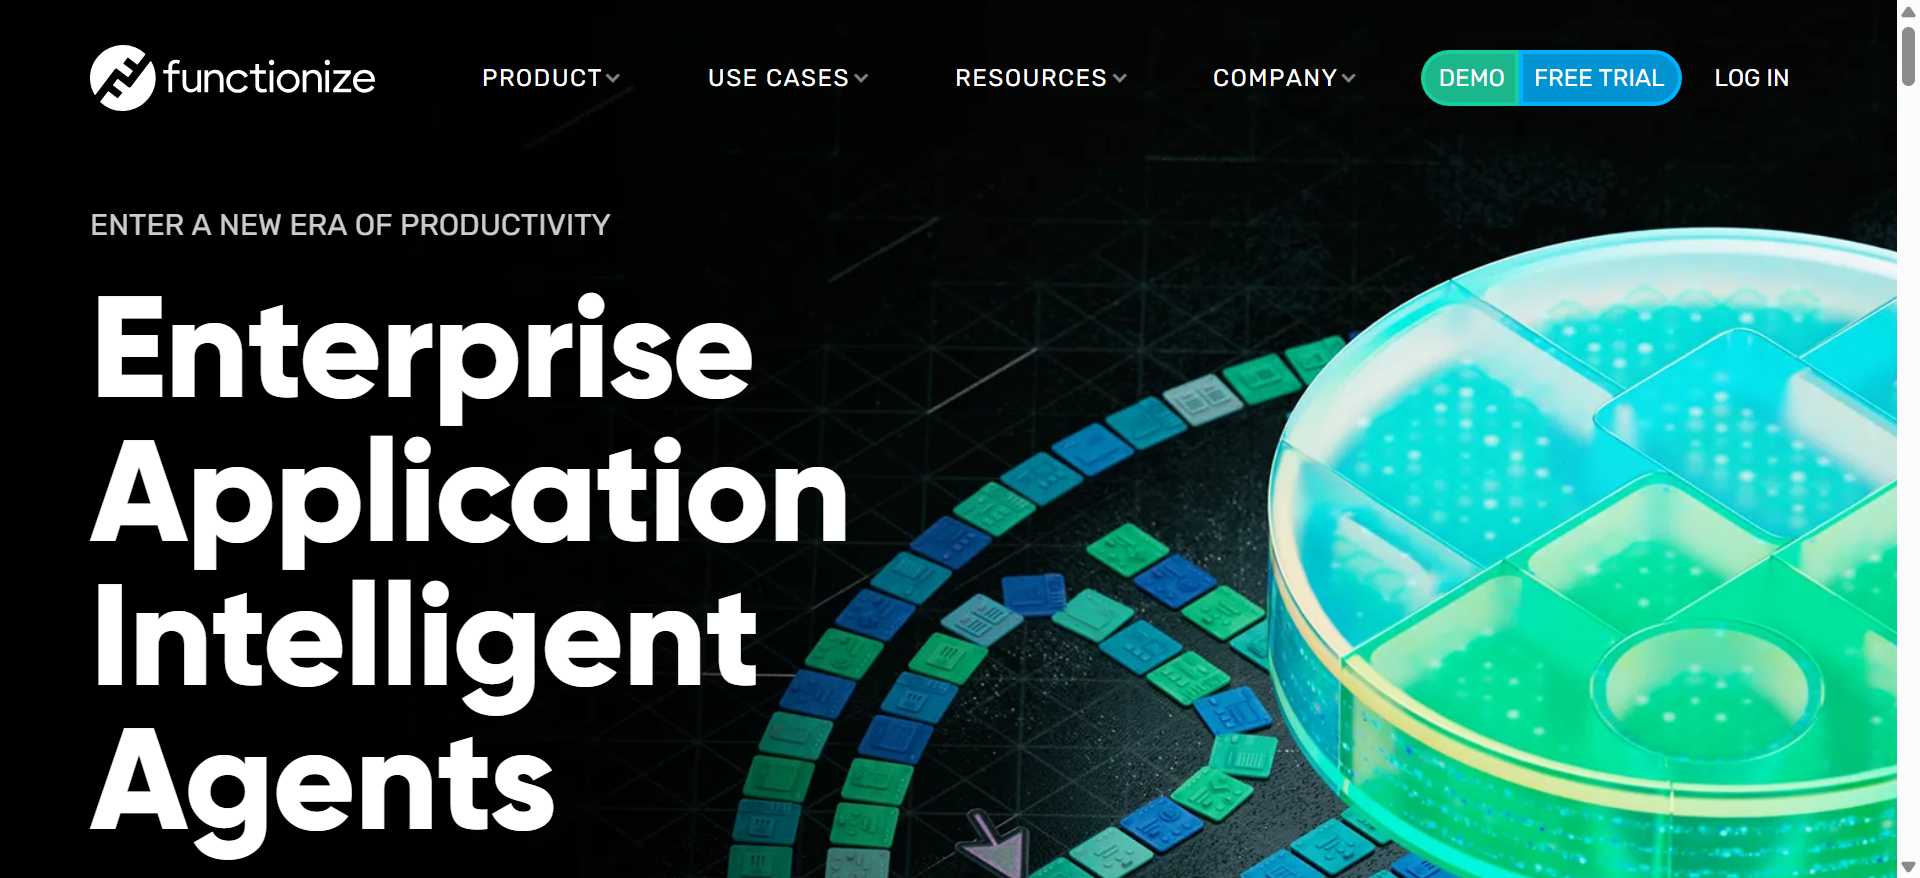 functionize
PRODUCT
USE CASES
RESOURCES
COMPANY
DEMO
FREE TRIAL
LOG IN
ENTER A NEW ERA OF PRODUCTIVITY
Enterprise
Application
Intelligent
Agents